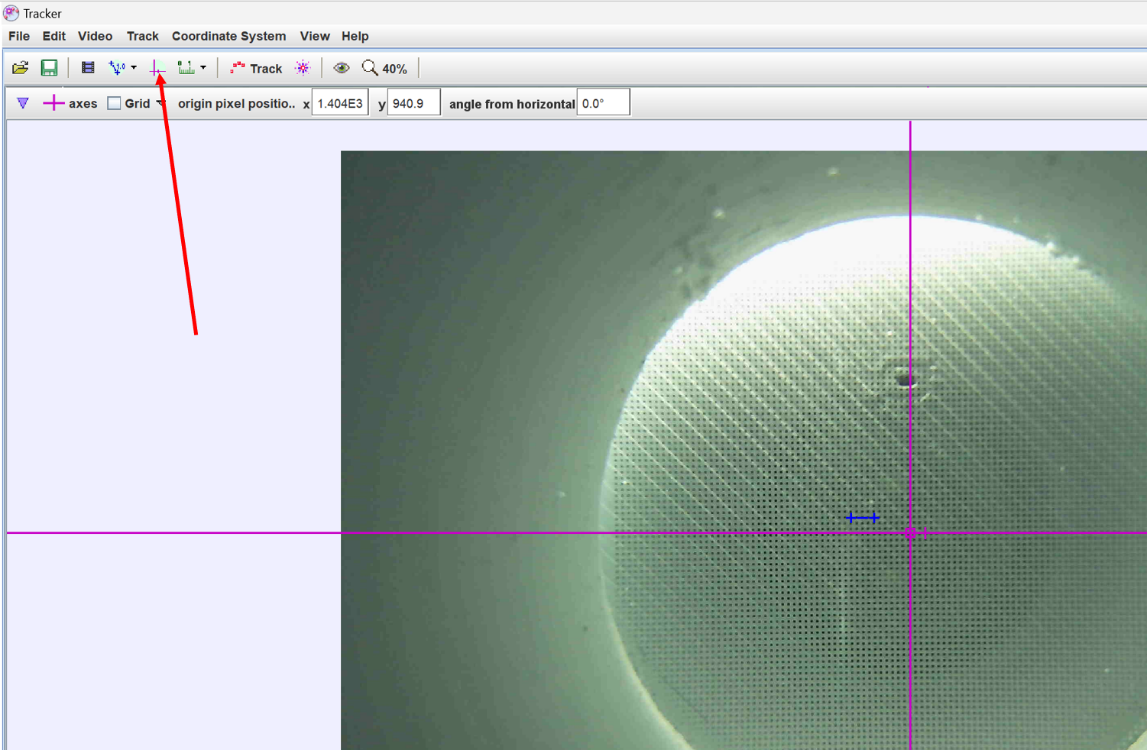 Tracker
File Edit Video Track Coordinate System View Help
Track 40%
axes Grid origin pixel positio.. x 1.404E3 y 940.9 angle from horizontal 0.0°